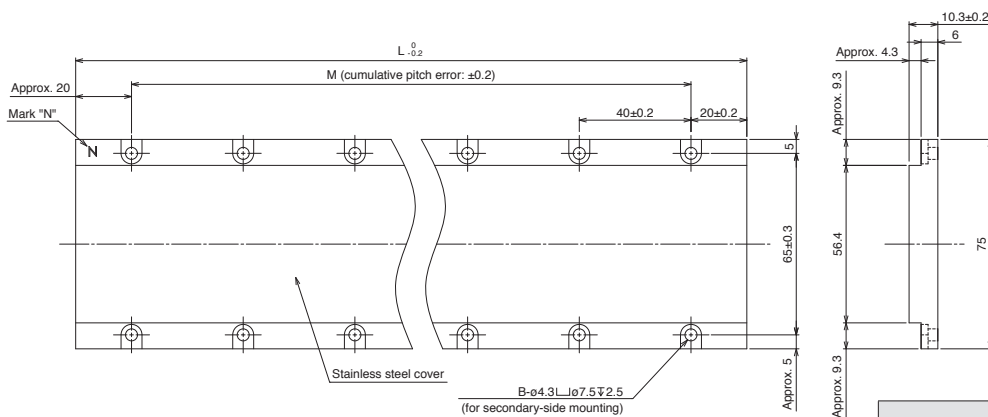 L 0 -0.2
M (cumulative pitch error: ±0.2)
Approx. 20
Mark "N"
N
40±0.2
20±0.2
5
65±0.3
Approx. 5
Stainless steel cover
B-ø4.3⌴ø7.5↧2.5
(for secondary-side mounting)
10.3±0.2
6
Approx. 4.3
Approx. 9.3
56.4
75
Approx. 9.3